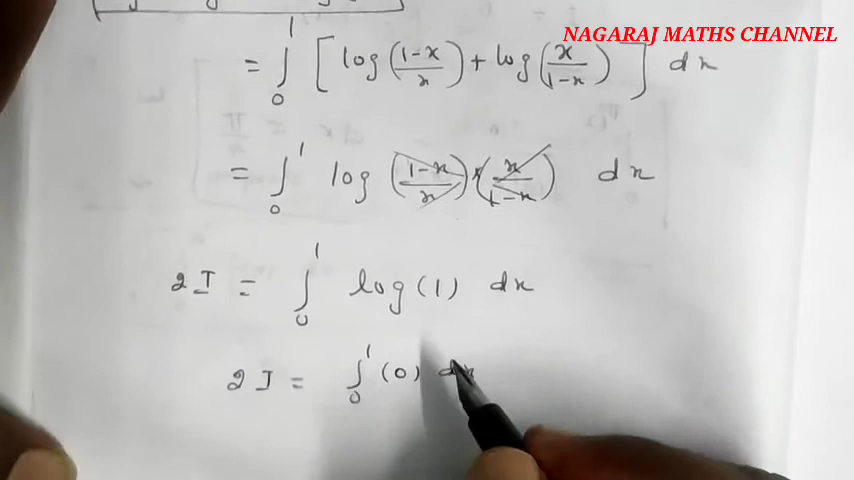 NAGARAJ MATHS CHANNEL
= ∫₀¹ [ log (1-x/x) + log (x/1-x) ] dx
= ∫₀¹ log (1-x/x) × (x/1-x) dx
2I = ∫₀¹ log (1) dx
2I = ∫₀¹ (0) dx